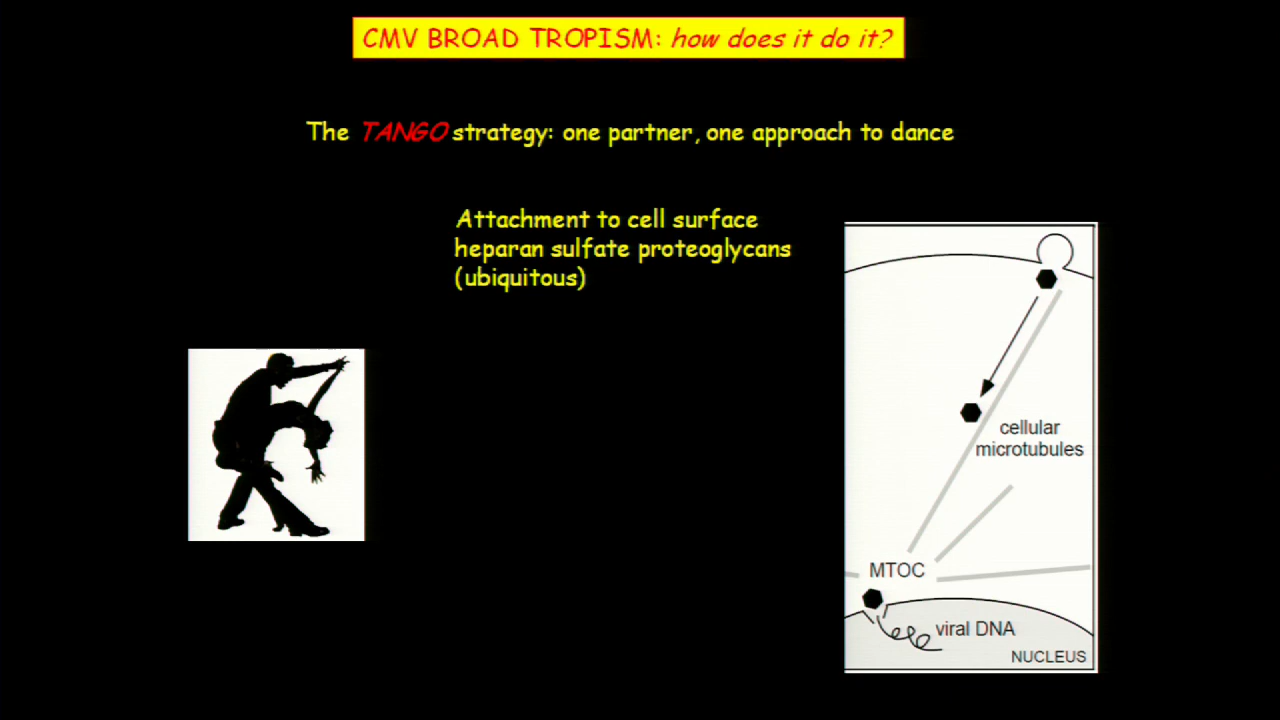 CMV BROAD TROPISM: how does it do it?
The TANGO strategy: one partner, one approach to dance
Attachment to cell surface
heparan sulfate proteoglycans
(ubiquitous)
cellular
microtubules
MTOC
viral DNA
NUCLEUS